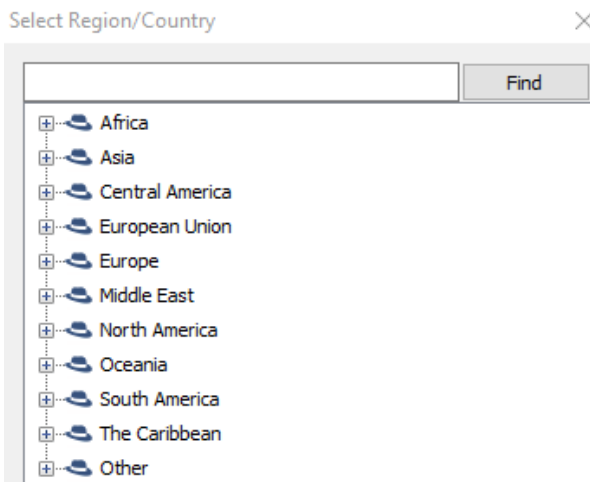 Select Region/Country
Find
Africa
Asia
Central America
European Union
Europe
Middle East
North America
Oceania
South America
The Caribbean
Other